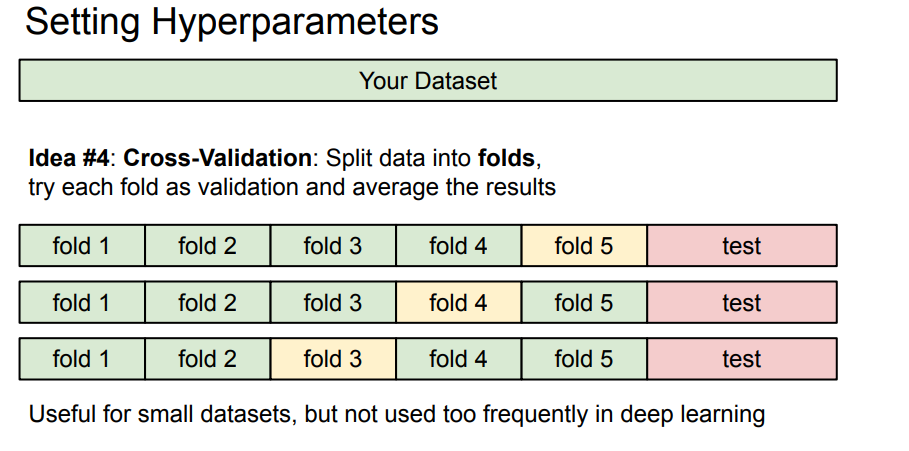 Setting Hyperparameters
Your Dataset
Idea #4: Cross-Validation: Split data into folds,
try each fold as validation and average the results
fold 1 fold 2 fold 3 fold 4 fold 5 test
fold 1 fold 2 fold 3 fold 4 fold 5 test
fold 1 fold 2 fold 3 fold 4 fold 5 test
Useful for small datasets, but not used too frequently in deep learning